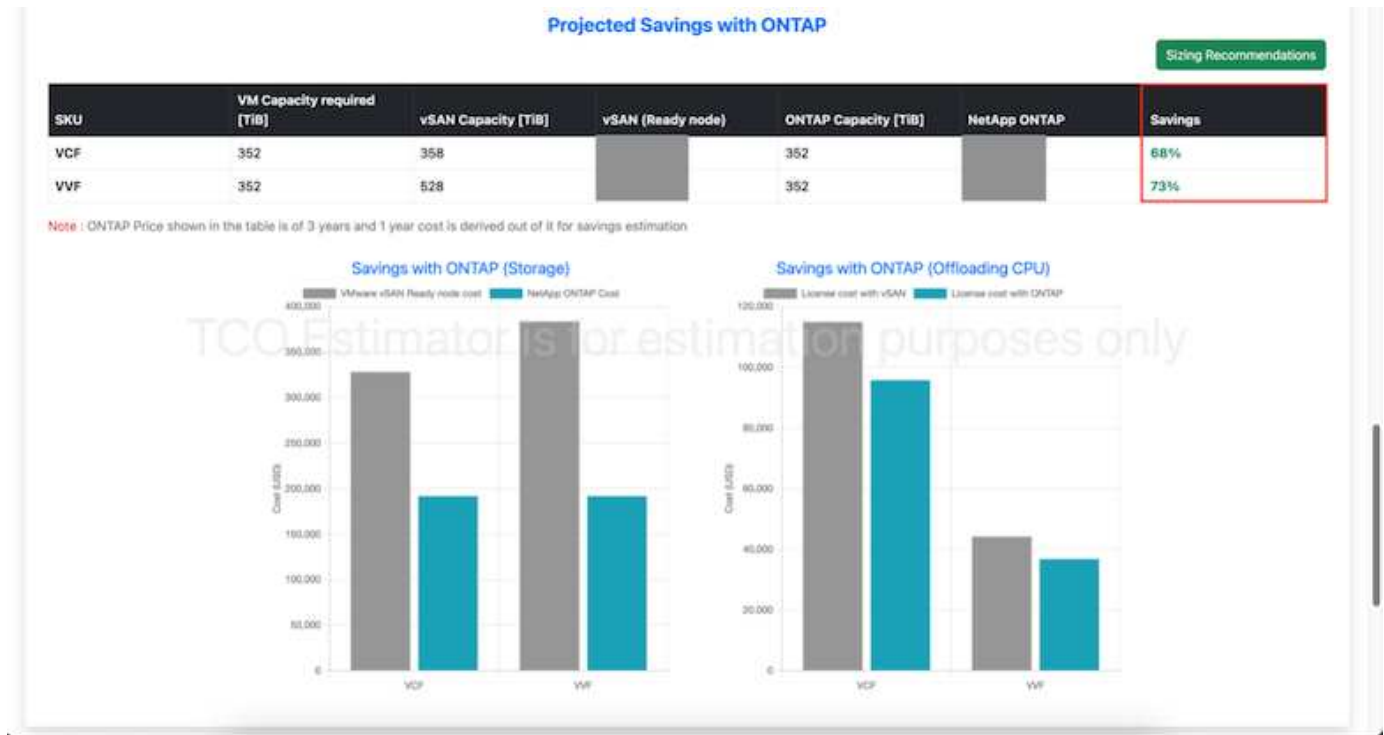 Projected Savings with ONTAP
Sizing Recommendations
SKU VM Capacity required [TiB] vSAN Capacity [TiB] vSAN (Ready node) ONTAP Capacity [TiB] NetApp ONTAP Savings
VCF 352 358 352 68%
VVF 352 528 352 73%
Note : ONTAP Price shown in the table is of 3 years and 1 year cost is derived out of it for savings estimation
Savings with ONTAP (Storage)
VMware vSAN Ready node cost NetApp ONTAP Cost
400,000
350,000
300,000
250,000
200,000
150,000
100,000
50,000
0
Cost (USD)
VCF VVF
Savings with ONTAP (Offloading CPU)
License cost with vSAN License cost with ONTAP
120,000
100,000
80,000
60,000
40,000
20,000
0
Cost (USD)
VCF VVF
TCO Estimator is for estimation purposes only